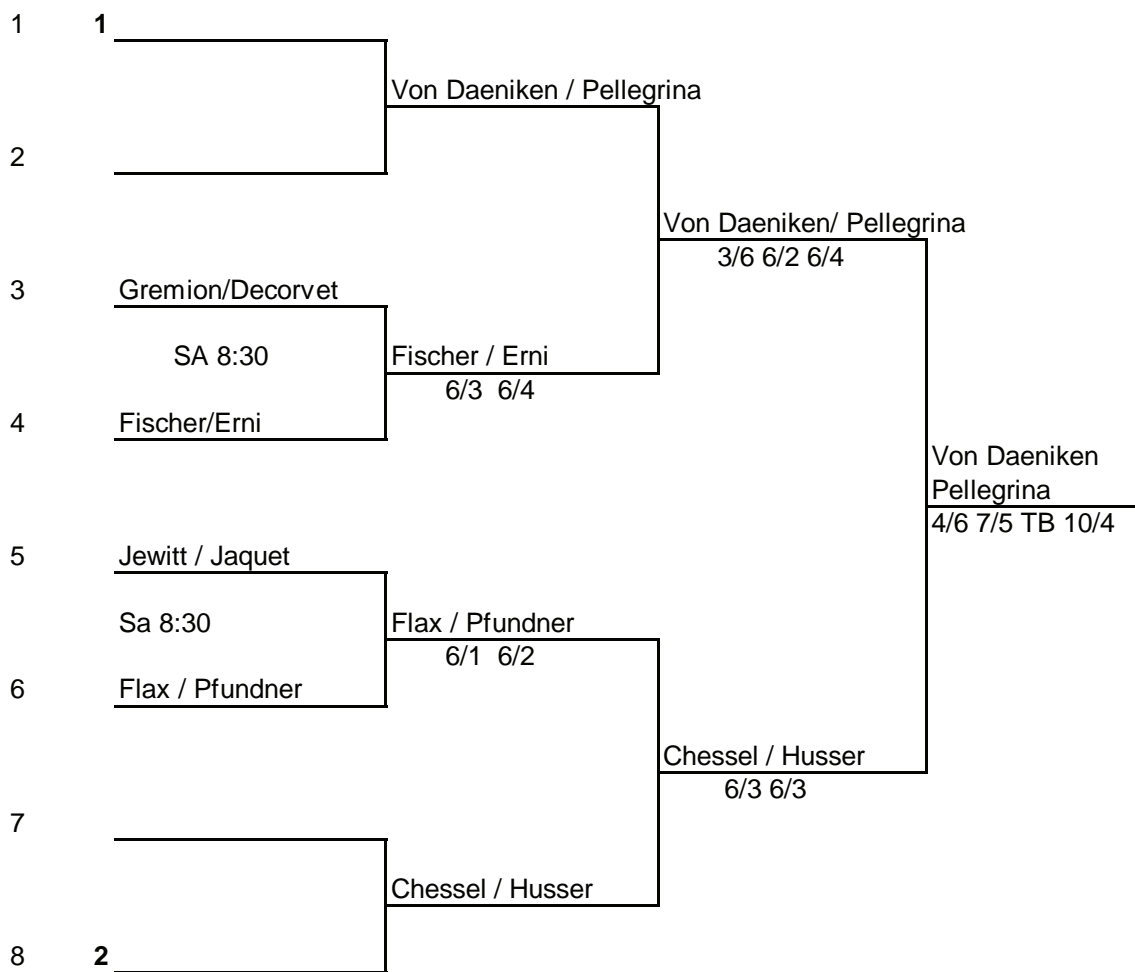 1 1
Von Daeniken / Pellegrina
2
Von Daeniken/ Pellegrina
3/6 6/2 6/4
3 Gremion/Decorvet
SA 8:30 Fischer / Erni
6/3 6/4
4 Fischer/Erni
Von Daeniken
Pellegrina
4/6 7/5 TB 10/4
5 Jewitt / Jaquet
Sa 8:30 Flax / Pfundner
6/1 6/2
6 Flax / Pfundner
Chessel / Husser
6/3 6/3
7
Chessel / Husser
8 2